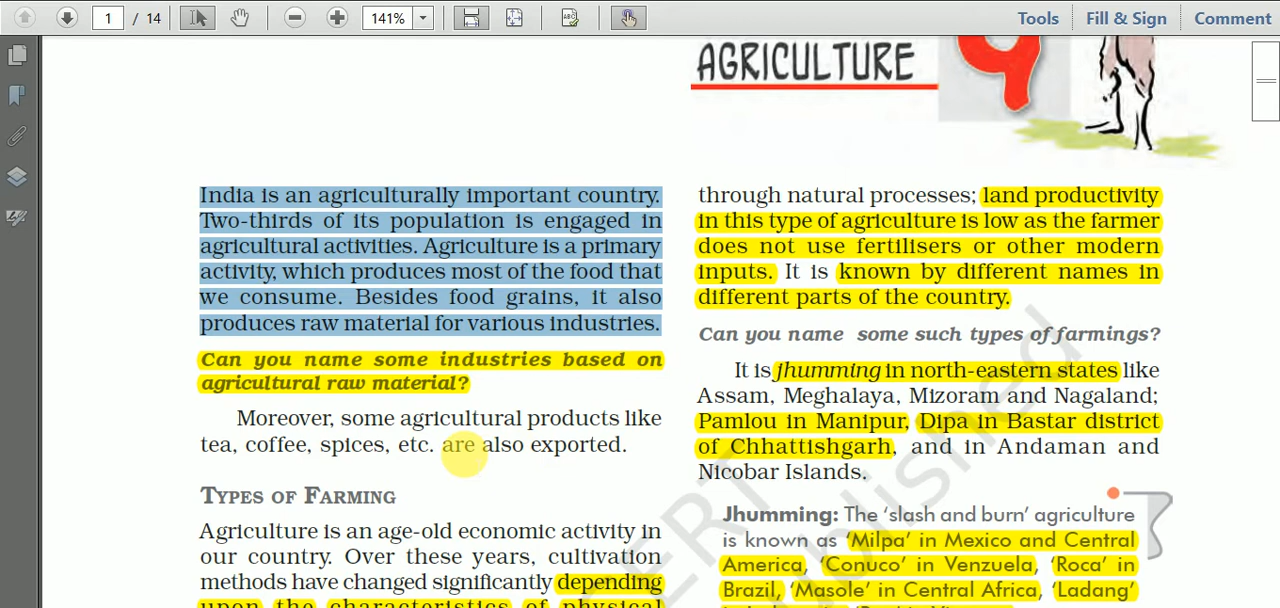 1 / 14
141%
Tools
Fill & Sign
Comment
AGRICULTURE
India is an agriculturally important country.
Two-thirds of its population is engaged in
agricultural activities. Agriculture is a primary
activity, which produces most of the food that
we consume. Besides food grains, it also
produces raw material for various industries.
Can you name some industries based on
agricultural raw material?
Moreover, some agricultural products like
tea, coffee, spices, etc. are also exported.
TYPES OF FARMING
Agriculture is an age-old economic activity in
our country. Over these years, cultivation
methods have changed significantly depending
upon the characteristics of physical
through natural processes; land productivity
in this type of agriculture is low as the farmer
does not use fertilisers or other modern
inputs. It is known by different names in
different parts of the country.
Can you name some such types of farmings?
It is jhumming in north-eastern states like
Assam, Meghalaya, Mizoram and Nagaland;
Pamlou in Manipur, Dipa in Bastar district
of Chhattishgarh, and in Andaman and
Nicobar Islands.
Jhumming: The ‘slash and burn’ agriculture
is known as ‘Milpa’ in Mexico and Central
America, ‘Conuco’ in Venzuela, ‘Roca’ in
Brazil, ‘Masole’ in Central Africa, ‘Ladang’